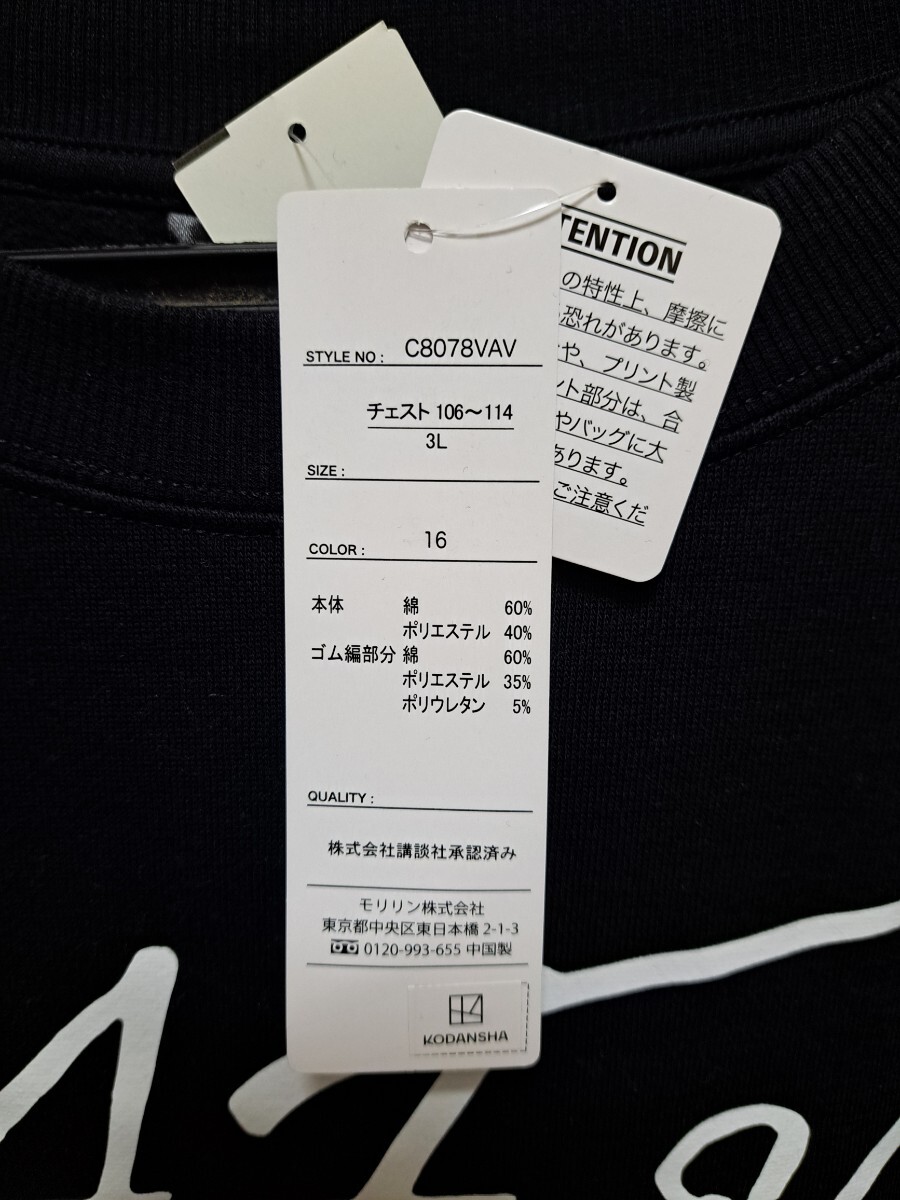 STYLE NO : C8078VAV
チェスト 106～114
3L
SIZE :
COLOR : 16
本体 綿 60%
ポリエステル 40%
ゴム編部分 綿 60%
ポリエステル 35%
ポリウレタン 5%
QUALITY :
株式会社講談社承認済み
モリリン株式会社
東京都中央区東日本橋 2-1-3
0120-993-655 中国製
KODANSHA
TENTION
の特性上、摩擦に
恐れがあります。
や、プリント製
ント部分は、合
やバッグに大
あります。
ご注意くだ